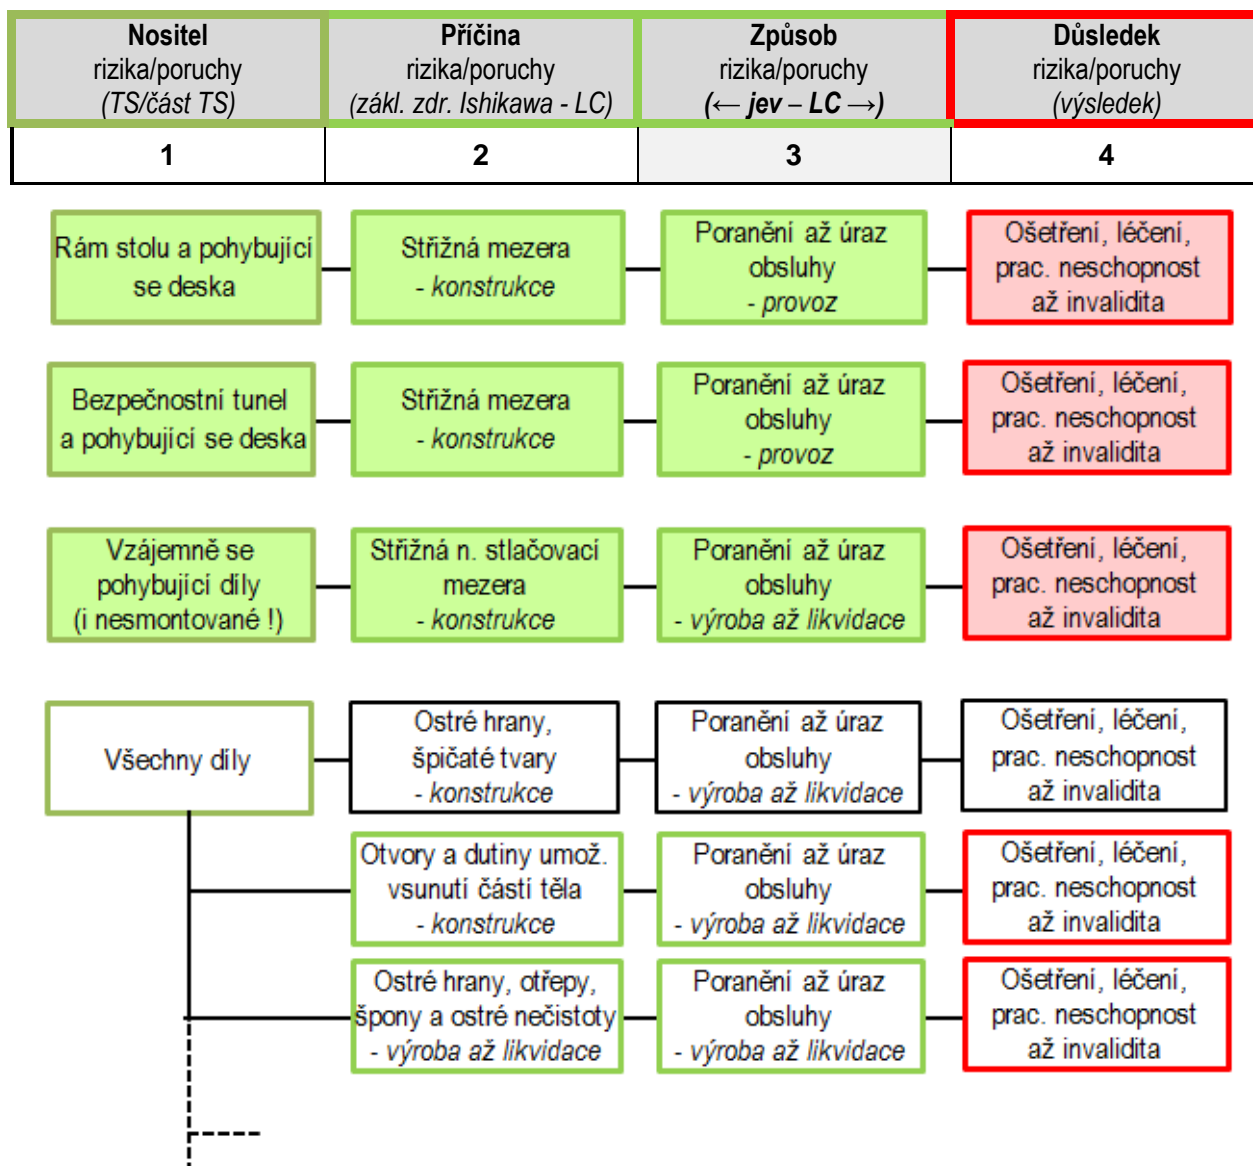 Nositel
rizika/poruchy
(TS/část TS)
Příčina
rizika/poruchy
(zákl. zdr. Ishikawa - LC)
Způsob
rizika/poruchy
(← jev – LC →)
Důsledek
rizika/poruchy
(výsledek)
1
2
3
4
Rám stolu a pohybující
se deska
Střižná mezera
- konstrukce
Poranění až úraz
obsluhy
- provoz
Ošetření, léčení,
prac. neschopnost
až invalidita
Bezpečnostní tunel
a pohybující se deska
Střižná mezera
- konstrukce
Poranění až úraz
obsluhy
- provoz
Ošetření, léčení,
prac. neschopnost
až invalidita
Vzájemně se
pohybující díly
(i nesmontované !)
Střižná n. stlačovací
mezera
- konstrukce
Poranění až úraz
obsluhy
- výroba až likvidace
Ošetření, léčení,
prac. neschopnost
až invalidita
Všechny díly
Ostré hrany,
špičaté tvary
- konstrukce
Poranění až úraz
obsluhy
- výroba až likvidace
Ošetření, léčení,
prac. neschopnost
až invalidita
Otvory a dutiny umož.
vsunutí částí těla
- konstrukce
Poranění až úraz
obsluhy
- výroba až likvidace
Ošetření, léčení,
prac. neschopnost
až invalidita
Ostré hrany, otřepy,
špony a ostré nečistoty
- výroba až likvidace
Poranění až úraz
obsluhy
- výroba až likvidace
Ošetření, léčení,
prac. neschopnost
až invalidita